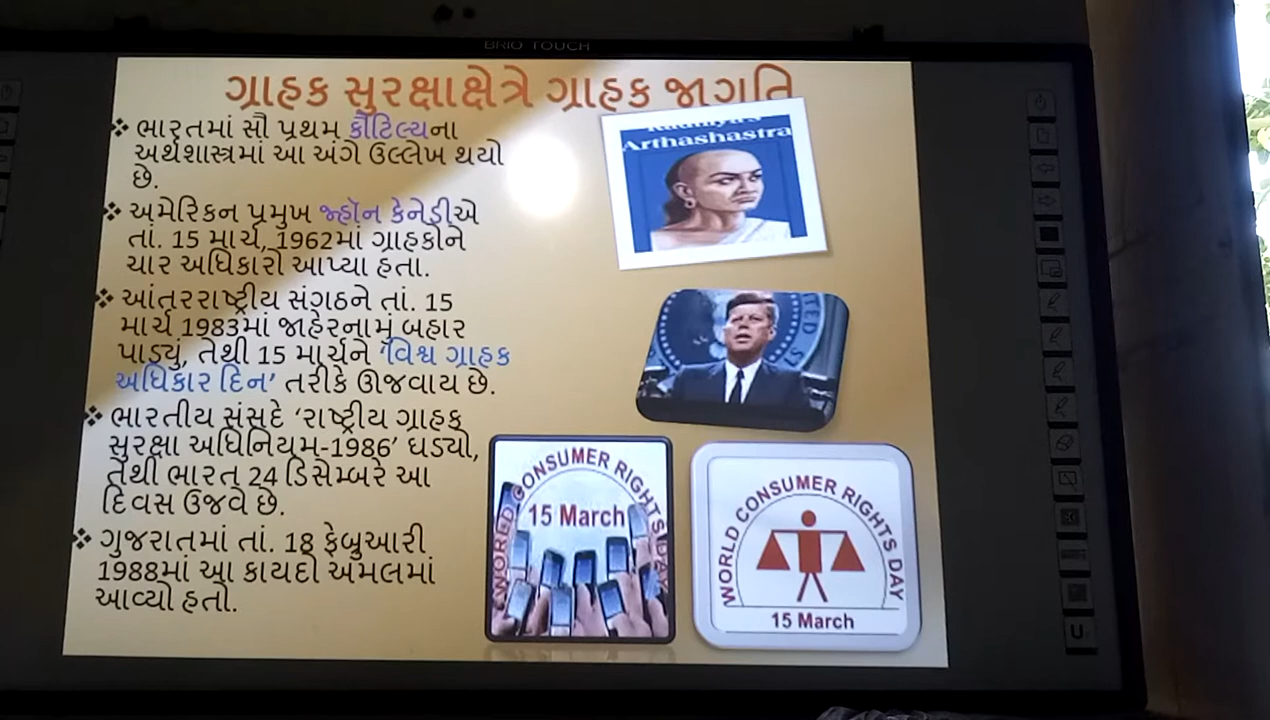 BRIO TOUCH
ગ્રાહક સુરક્ષાક્ષેત્રે ગ્રાહક જાગૃતિ
ભારતમાં સૌ પ્રથમ કૌટિલ્યના
અર્થશાસ્ત્રમાં આ અંગે ઉલ્લેખ થયો
છે.
અમેરિકન પ્રમુખ જ્હૉન કેનેડીએ
તાં. 15 માર્ચ, 1962માં ગ્રાહકોને
ચાર અધિકારો આપ્યા હતા.
આંતરરાષ્ટ્રીય સંગઠને તાં. 15
માર્ચ 1983માં જાહેરનામું બહાર
પાડ્યું, તેથી 15 માર્ચને ‘વિશ્વ ગ્રાહક
અધિકાર દિન’ તરીકે ઊજવાય છે.
ભારતીય સંસદે ‘રાષ્ટ્રીય ગ્રાહક
સુરક્ષા અધિનિયમ-1986’ ઘડ્યો,
તેથી ભારત 24 ડિસેમ્બરે આ
દિવસ ઉજવે છે.
ગુજરાતમાં તાં. 18 ફેબ્રુઆરી
1988માં આ કાયદો અમલમાં
આવ્યો હતો.
Arthashastra
WORLD CONSUMER RIGHTS DAY
15 March
WORLD CONSUMER RIGHTS DAY
15 March